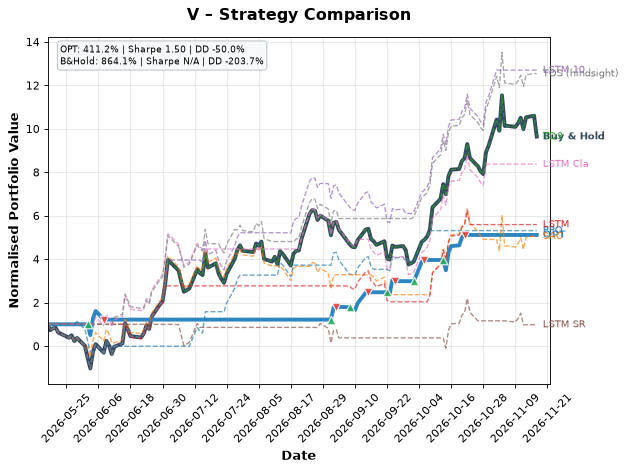 V – Strategy Comparison
OPT: 411.2% | Sharpe 1.50 | DD -50.0%
B&Hold: 864.1% | Sharpe N/A | DD -203.7%
Normalised Portfolio Value
14
12
10
8
6
4
2
0
LSTM 10
TDS (hindsight)
Buy & Hold
LSTM Cla
LSTM
LSTM SR
2026-05-25
2026-06-06
2026-06-18
2026-06-30
2026-07-12
2026-07-24
2026-08-05
2026-08-17
2026-08-29
2026-09-10
2026-09-22
2026-10-04
2026-10-16
2026-10-28
2026-11-09
2026-11-21
Date